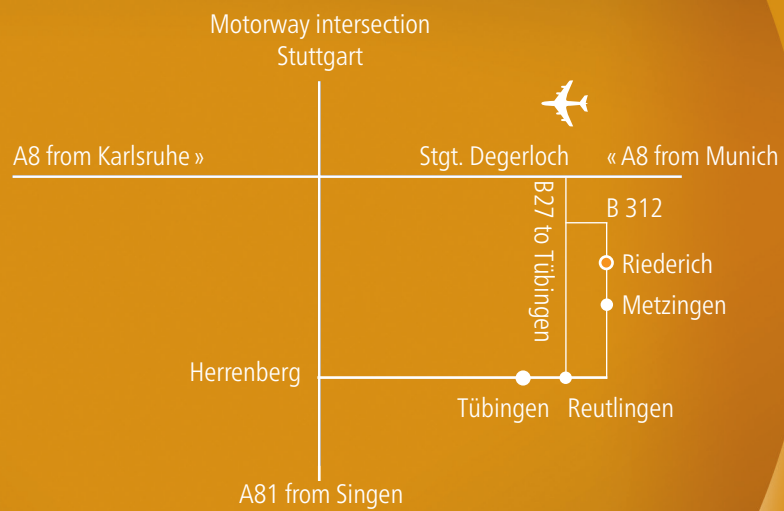 Motorway intersection
Stuttgart
A8 from Karlsruhe »
Stgt. Degerloch
« A8 from Munich
B27 to Tübingen
B 312
Riederich
Metzingen
Herrenberg
Tübingen
Reutlingen
A81 from Singen